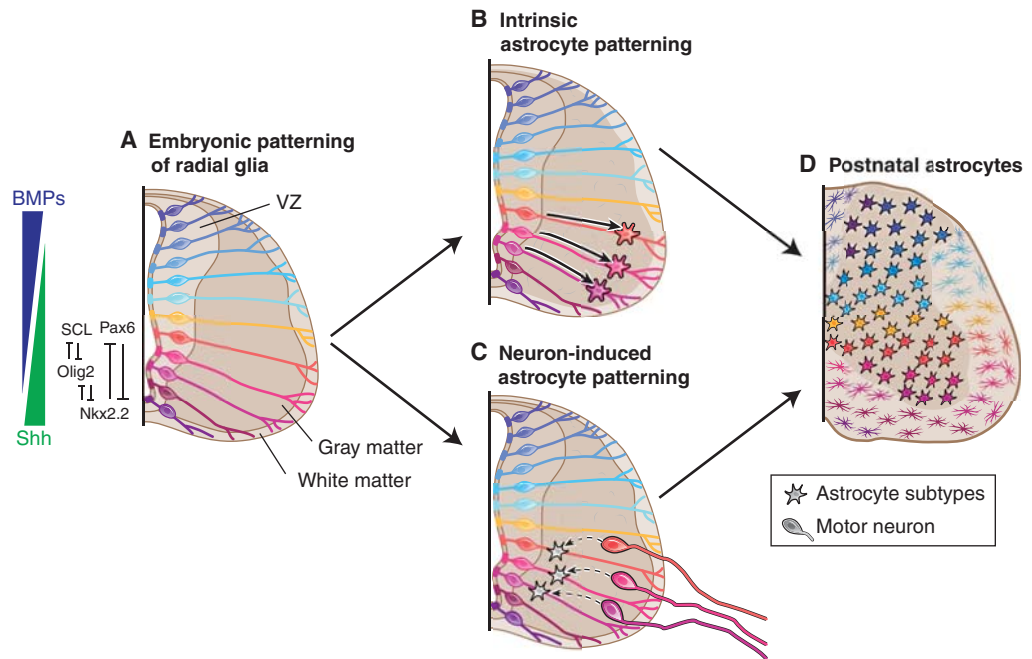 A Embryonic patterning
of radial glia
BMPs
Shh
SCL Pax6
Olig2
Nkx2.2
VZ
Gray matter
White matter
B Intrinsic
astrocyte patterning
C Neuron-induced
astrocyte patterning
D Postnatal astrocytes
Astrocyte subtypes
Motor neuron